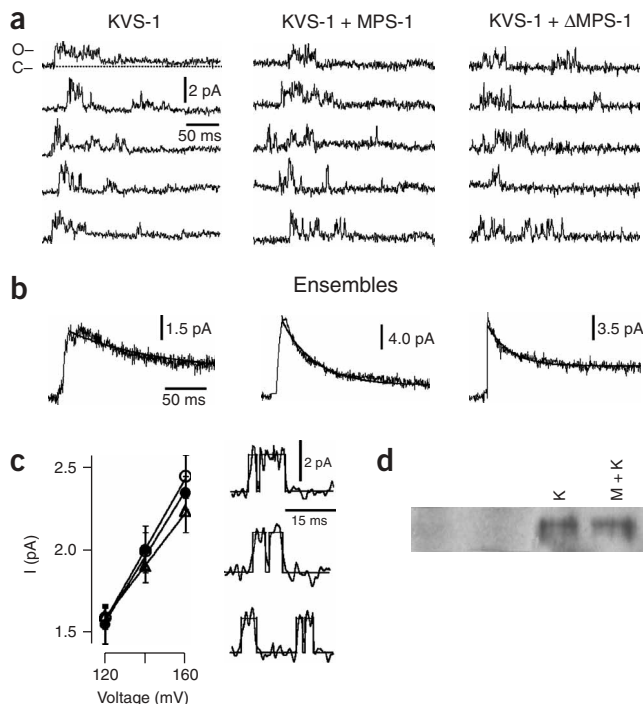 a
KVS-1
KVS-1 + MPS-1
KVS-1 + ΔMPS-1
O–
C–
2 pA
50 ms
b
Ensembles
1.5 pA
4.0 pA
3.5 pA
50 ms
c
d
2.5
2.0
1.5
I (pA)
120
160
Voltage (mV)
2 pA
15 ms
K
M + K